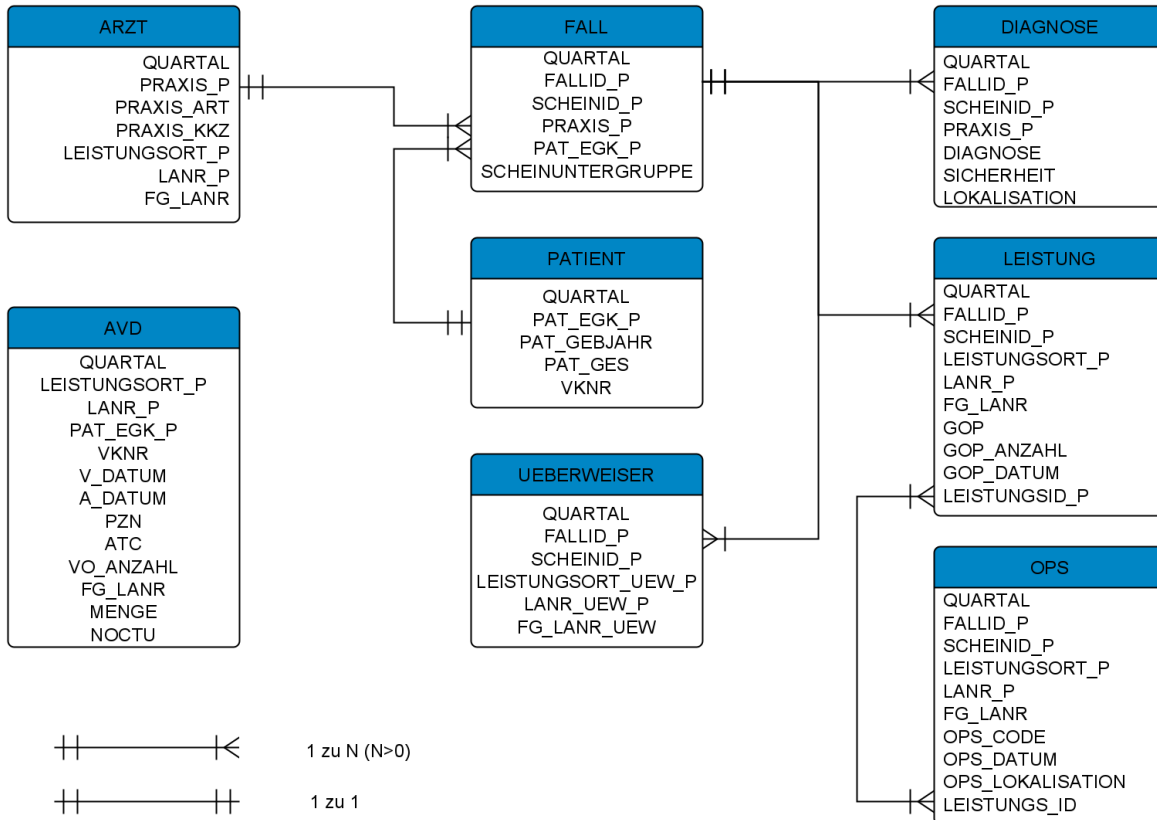 ARZT
QUARTAL
PRAXIS_P
PRAXIS_ART
PRAXIS_KKZ
LEISTUNGSORT_P
LANR_P
FG_LANR
AVD
QUARTAL
LEISTUNGSORT_P
LANR_P
PAT_EGK_P
VKNR
V_DATUM
A_DATUM
PZN
ATC
VO_ANZAHL
FG_LANR
MENGE
NOCTU
FALL
QUARTAL
FALLID_P
SCHEINID_P
PRAXIS_P
PAT_EGK_P
SCHEINUNTERGRUPPE
PATIENT
QUARTAL
PAT_EGK_P
PAT_GEBJAHR
PAT_GES
VKNR
UEBERWEISER
QUARTAL
FALLID_P
SCHEINID_P
LEISTUNGSORT_UEW_P
LANR_UEW_P
FG_LANR_UEW
DIAGNOSE
QUARTAL
FALLID_P
SCHEINID_P
PRAXIS_P
DIAGNOSE
SICHERHEIT
LOKALISATION
LEISTUNG
QUARTAL
FALLID_P
SCHEINID_P
LEISTUNGSORT_P
LANR_P
FG_LANR
GOP
GOP_ANZAHL
GOP_DATUM
LEISTUNGSID_P
OPS
QUARTAL
FALLID_P
SCHEINID_P
LEISTUNGSORT_P
LANR_P
FG_LANR
OPS_CODE
OPS_DATUM
OPS_LOKALISATION
LEISTUNGS_ID
1 zu N (N>0)
1 zu 1